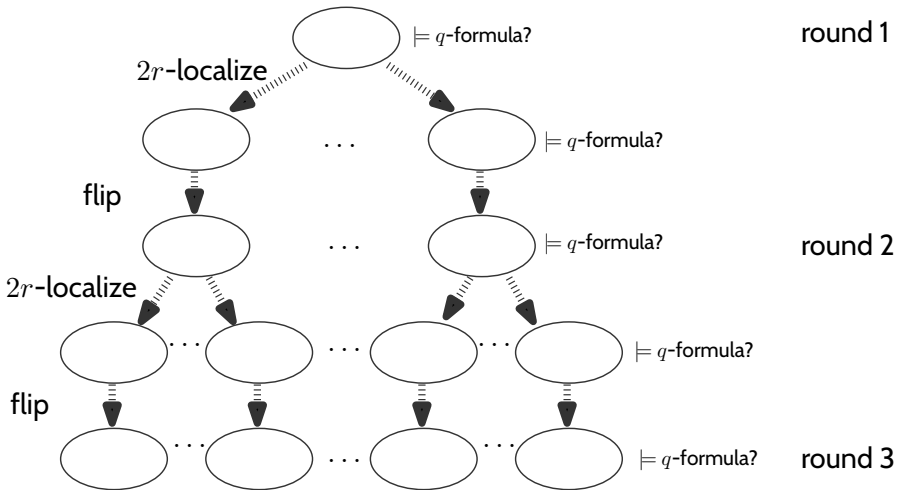 ⊨ q-formula? round 1
2r-localize
. . . ⊨ q-formula?
flip
. . . ⊨ q-formula? round 2
2r-localize
. . . . . . . . . ⊨ q-formula?
flip
. . . . . . . . . ⊨ q-formula? round 3